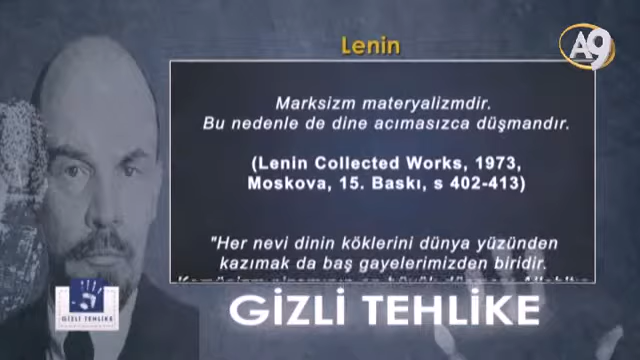 Lenin
A9
Marksizm materyalizmdir.
Bu nedenle de dine acımasızca düşmandır.
(Lenin Collected Works, 1973,
Moskova, 15. Baskı, s 402-413)
"Her nevi dinin köklerini dünya yüzünden
kazımak da baş gayelerimizden biridir.
GİZLİ TEHLİKE
GİZLİ TEHLİKE